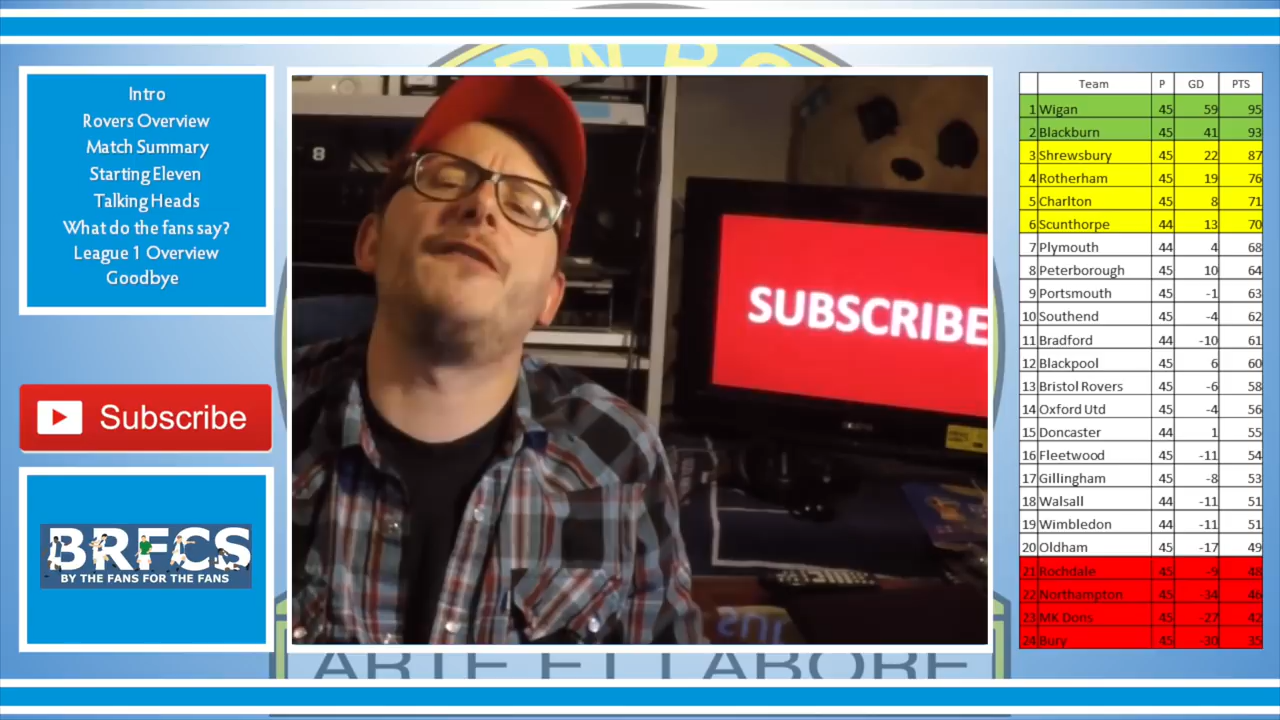 RN RO
Intro
Rovers Overview
Match Summary
Starting Eleven
Talking Heads
What do the fans say?
League 1 Overview
Goodbye
Subscribe
BRFCS
BY THE FANS FOR THE FANS
8
SUBSCRIBE
ARTE ET LABORE
Team P GD PTS
1 Wigan 45 59 95
2 Blackburn 45 41 93
3 Shrewsbury 45 22 87
4 Rotherham 45 19 76
5 Charlton 45 8 71
6 Scunthorpe 44 13 70
7 Plymouth 44 4 68
8 Peterborough 45 10 64
9 Portsmouth 45 -1 63
10 Southend 45 -4 62
11 Bradford 44 -10 61
12 Blackpool 45 6 60
13 Bristol Rovers 45 -6 58
14 Oxford Utd 45 -4 56
15 Doncaster 44 1 55
16 Fleetwood 45 -11 54
17 Gillingham 45 -8 53
18 Walsall 44 -11 51
19 Wimbledon 44 -11 51
20 Oldham 45 -17 49
21 Rochdale 45 -9 48
22 Northampton 45 -34 46
23 MK Dons 45 -27 42
24 Bury 45 -30 35